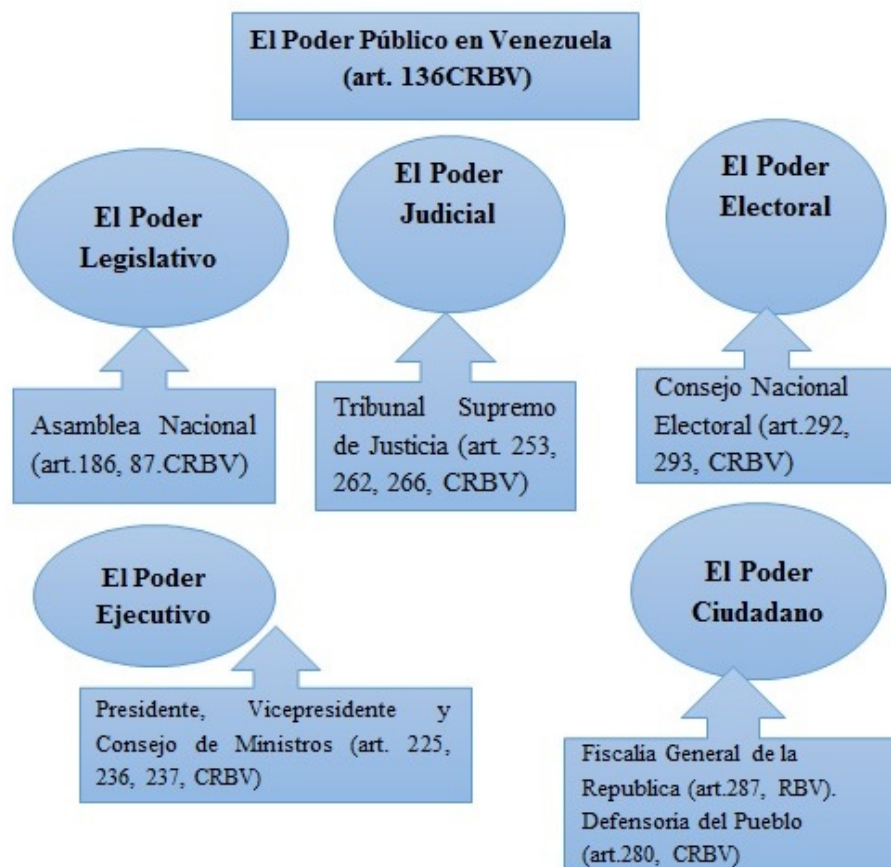 El Poder Público en Venezuela
(art. 136CRBV)
El Poder
Legislativo
El Poder
Judicial
El Poder
Electoral
Asamblea Nacional
(art.186, 87.CRBV)
Tribunal Supremo
de Justicia (art. 253,
262, 266, CRBV)
Consejo Nacional
Electoral (art.292,
293, CRBV)
El Poder
Ejecutivo
El Poder
Ciudadano
Presidente, Vicepresidente y
Consejo de Ministros (art. 225,
236, 237, CRBV)
Fiscalía General de la
Republica (art.287, RBV).
Defensoria del Pueblo
(art.280, CRBV)